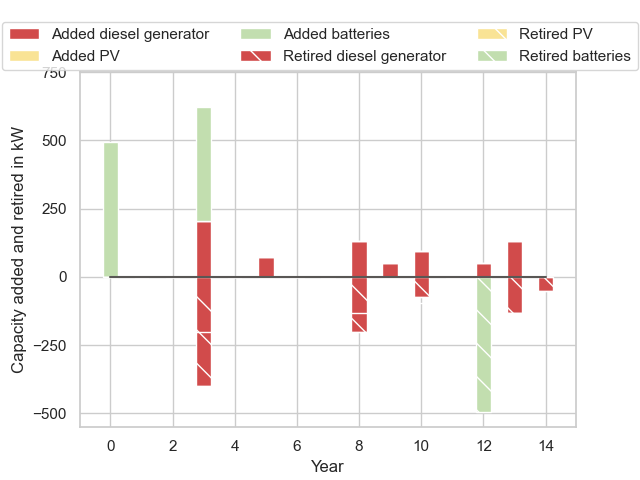 Added diesel generator
Added PV
Added batteries
Retired diesel generator
Retired PV
Retired batteries
Capacity added and retired in kW
750
500
250
0
−250
−500
0 2 4 6 8 10 12 14
Year